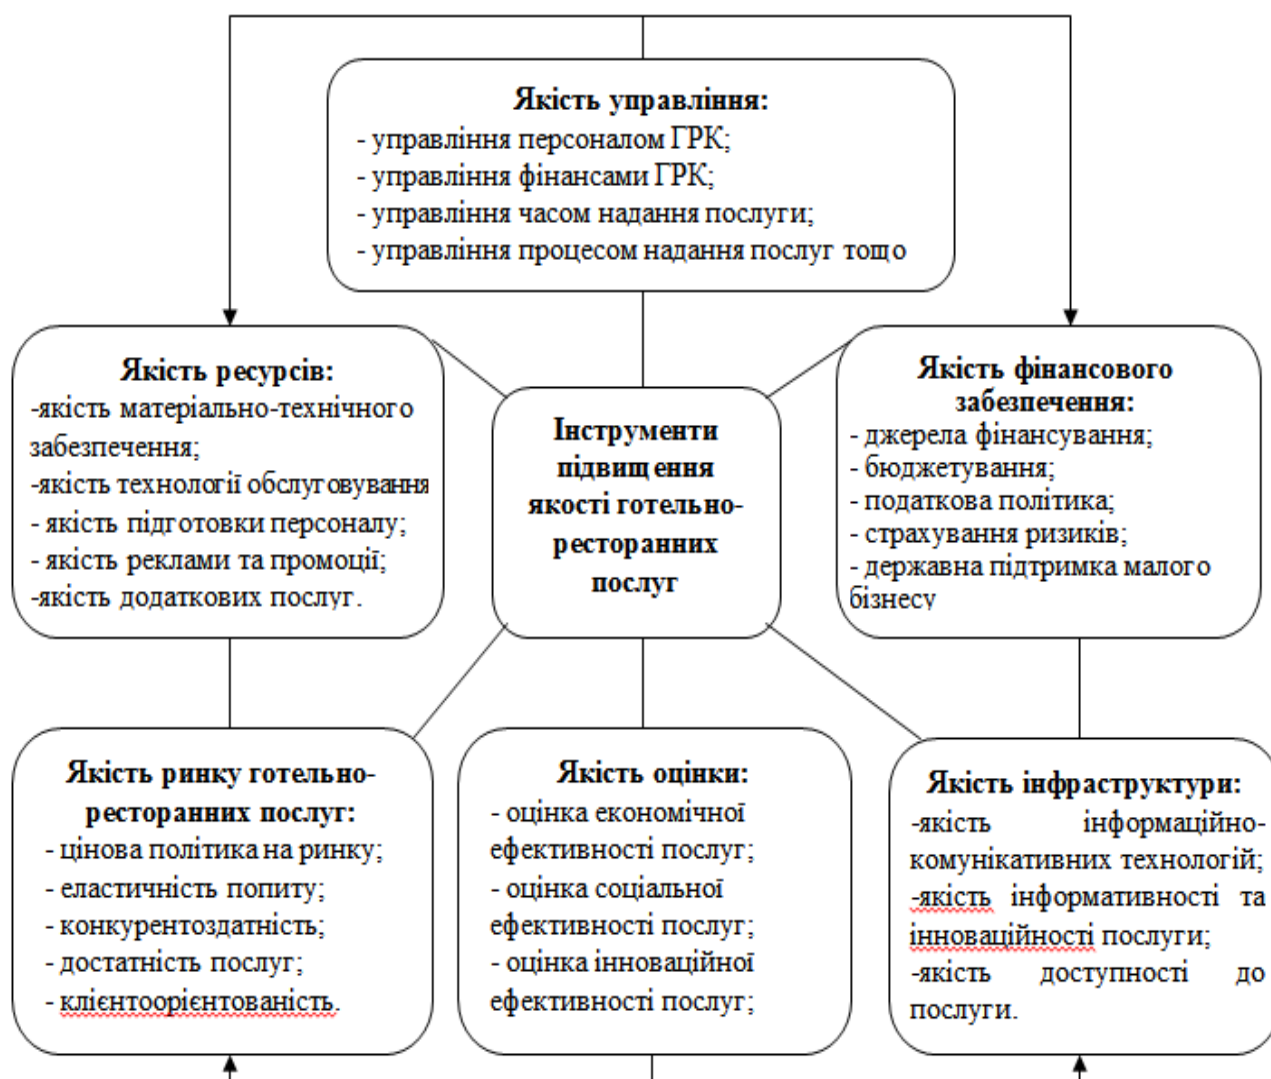 Якість управління:
- управління персоналом ГРК;
- управління фінансами ГРК;
- управління часом надання послуги;
- управління процесом надання послуг тощо
Якість ресурсів:
-якість матеріально-технічного
забезпечення;
-якість технології обслуговування
- якість підготовки персоналу;
- якість реклами та промоції;
-якість додаткових послуг.
Інструменти
підвищення
якості готельно-
ресторанних
послуг
Якість фінансового
забезпечення:
- джерела фінансування;
- бюджетування;
- податкова політика;
- страхування ризиків;
- державна підтримка малого
бізнесу
Якість ринку готельно-
ресторанних послуг:
- цінова політика на ринку;
- еластичність попиту;
- конкурентоздатність;
- достатність послуг;
- клієнтоорієнтованість.
Якість оцінки:
- оцінка економічної
ефективності послуг;
- оцінка соціальної
ефективності послуг;
- оцінка інноваційної
ефективності послуг;
Якість інфраструктури:
-якість інформаційно-
комунікативних технологій;
-якість інформативності та
інноваційності послуги;
-якість доступності до
послуги.